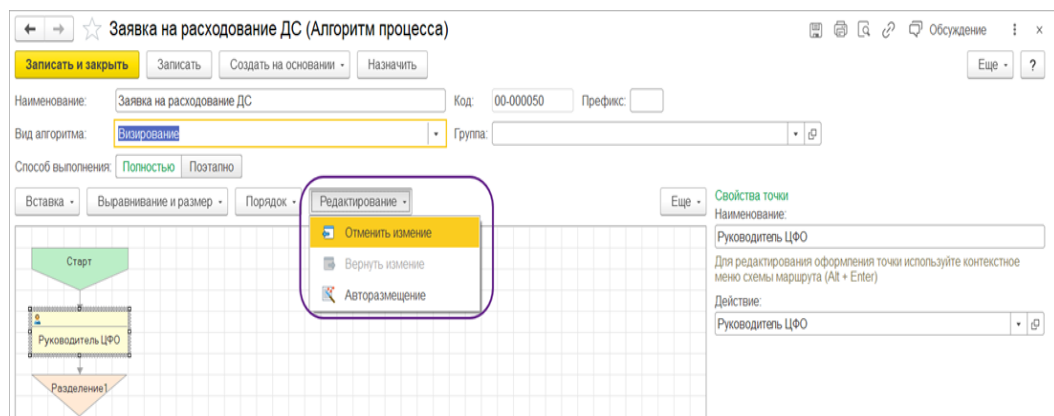 Заявка на расходование ДС (Алгоритм процесса)
Обсуждение
Записать и закрыть Записать Создать на основании Назначить Еще ?
Наименование: Заявка на расходование ДС Код: 00-000050 Префикс:
Вид алгоритма: Визирование Группа:
Способ выполнения: Полностью Поэтапно
Вставка Выравнивание и размер Порядок Редактирование Еще
Отменить измение
Вернуть измение
Авторазмещение
Старт
Руководитель ЦФО
Разделение1
Свойства точки
Наименование:
Руководитель ЦФО
Для редактирования оформления точки используйте контекстное
меню схемы маршрута (Alt + Enter)
Действие:
Руководитель ЦФО